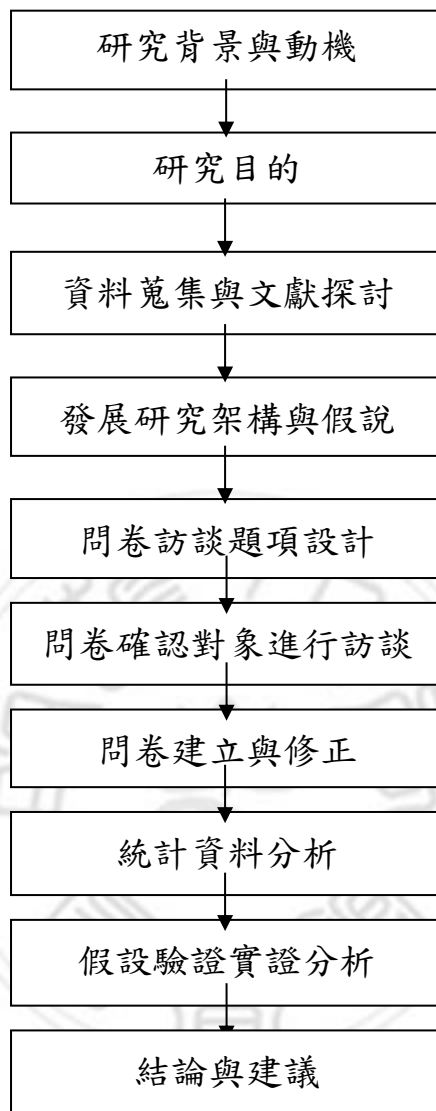 研究背景與動機
研究目的
資料蒐集與文獻探討
發展研究架構與假說
問卷訪談題項設計
問卷確認對象進行訪談
問卷建立與修正
統計資料分析
假設驗證實證分析
結論與建議